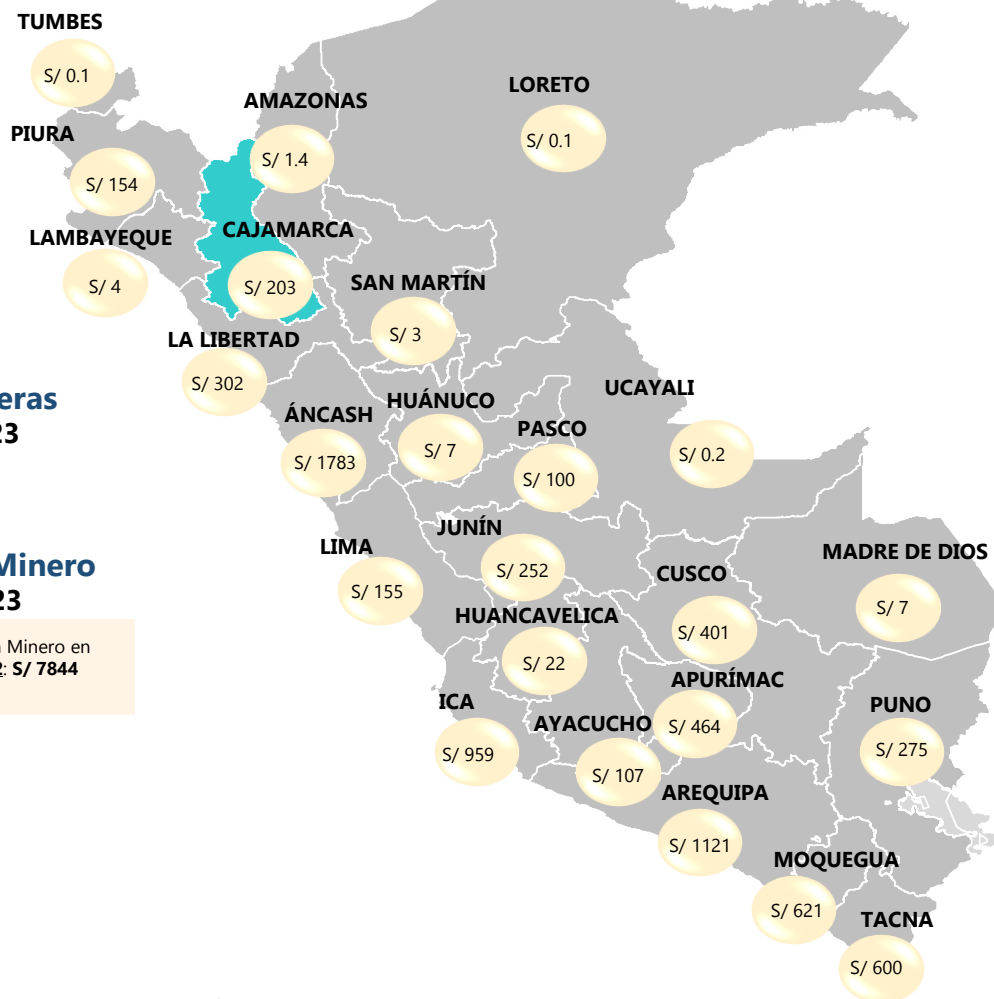 TUMBES
S/ 0.1
LORETO
S/ 0.1
AMAZONAS
S/ 1.4
PIURA
S/ 154
CAJAMARCA
S/ 203
LAMBAYEQUE
S/ 4
SAN MARTÍN
S/ 3
LA LIBERTAD
S/ 302
UCAYALI
S/ 0.2
HUÁNUCO
S/ 7
ÁNCASH
S/ 1783
PASCO
S/ 100
JUNÍN
S/ 252
LIMA
S/ 155
MADRE DE DIOS
S/ 7
CUSCO
S/ 401
HUANCAVELICA
S/ 22
APURÍMAC
S/ 464
ICA
S/ 959
AYACUCHO
S/ 107
PUNO
S/ 275
AREQUIPA
S/ 1121
MOQUEGUA
S/ 621
TACNA
S/ 600
eras
23
Minero
23
Minero en
: S/ 7844